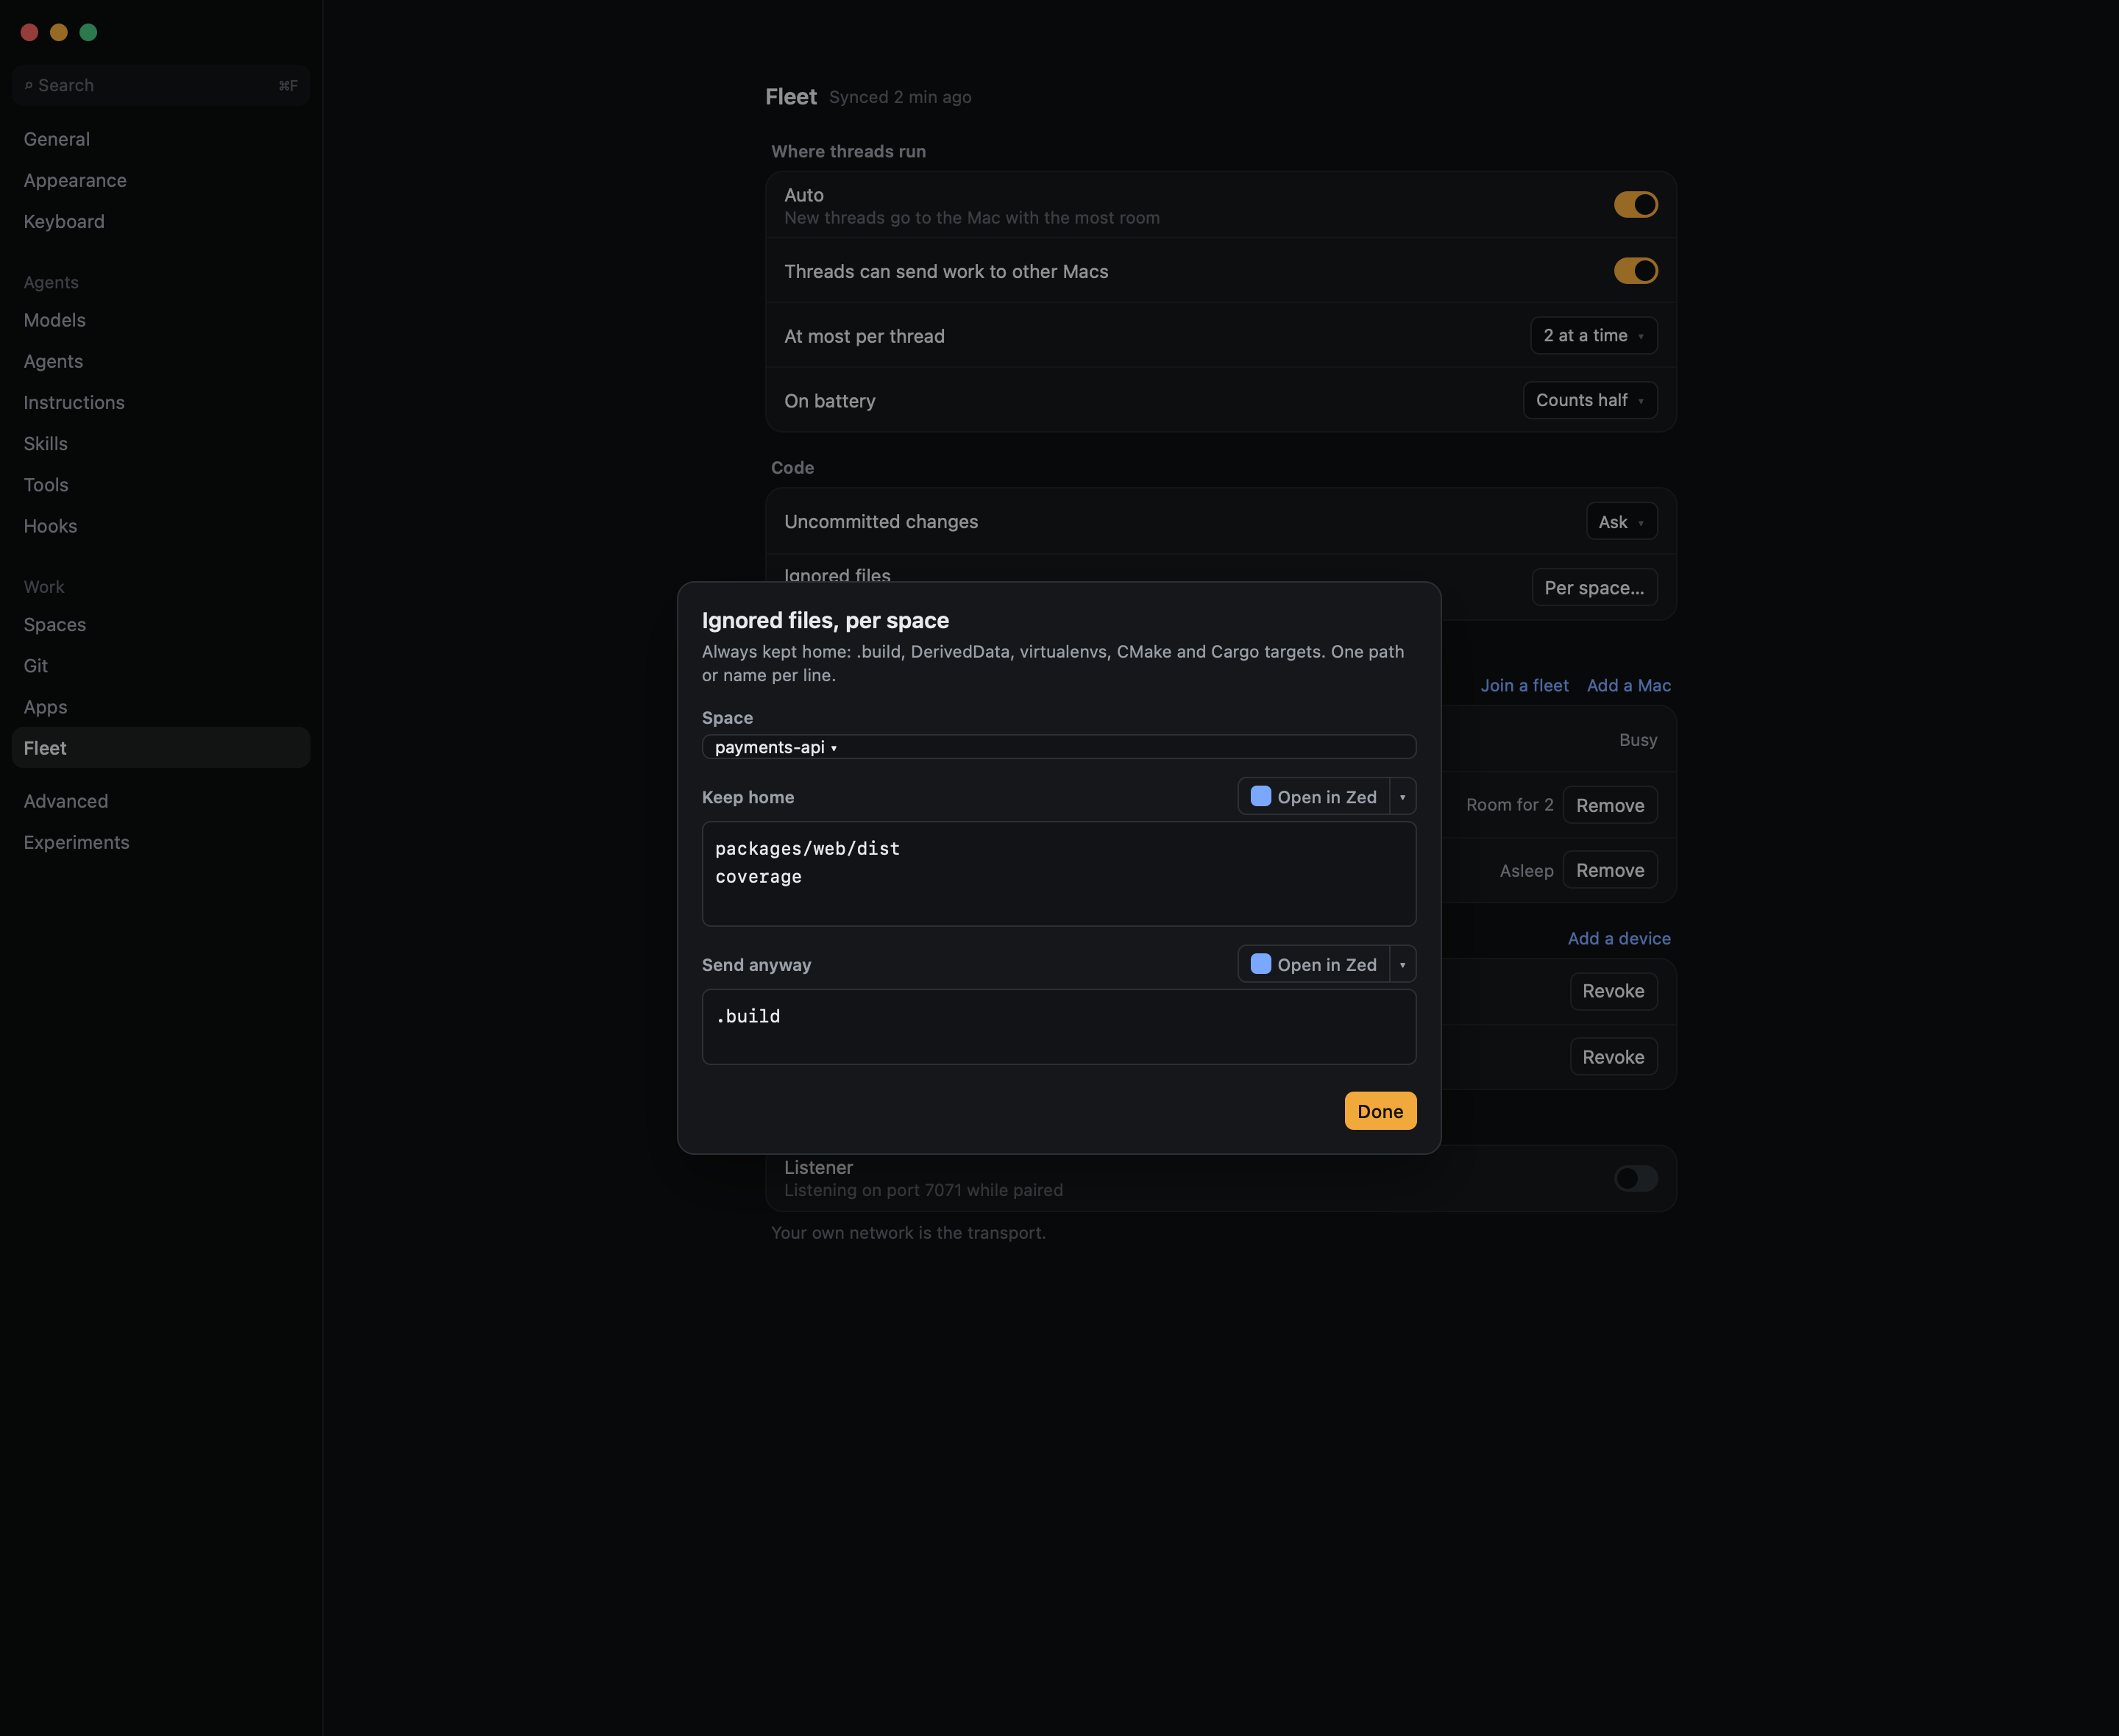 Search ⌘F
General
Appearance
Keyboard
Agents
Models
Agents
Instructions
Skills
Tools
Hooks
Work
Spaces
Git
Apps
Fleet
Advanced
Experiments
Fleet Synced 2 min ago
Where threads run
Auto
New threads go to the Mac with the most room
Threads can send work to other Macs
At most per thread 2 at a time
On battery Counts half
Code
Uncommitted changes Ask
Ignored files Per space...
Join a fleet Add a Mac
Busy
Room for 2 Remove
Asleep Remove
Add a device
Revoke
Revoke
Ignored files, per space
Always kept home: .build, DerivedData, virtualenvs, CMake and Cargo targets. One path
or name per line.
Space
payments-api
Keep home Open in Zed
packages/web/dist
coverage
Send anyway Open in Zed
.build
Done
Listener
Listening on port 7071 while paired
Your own network is the transport.